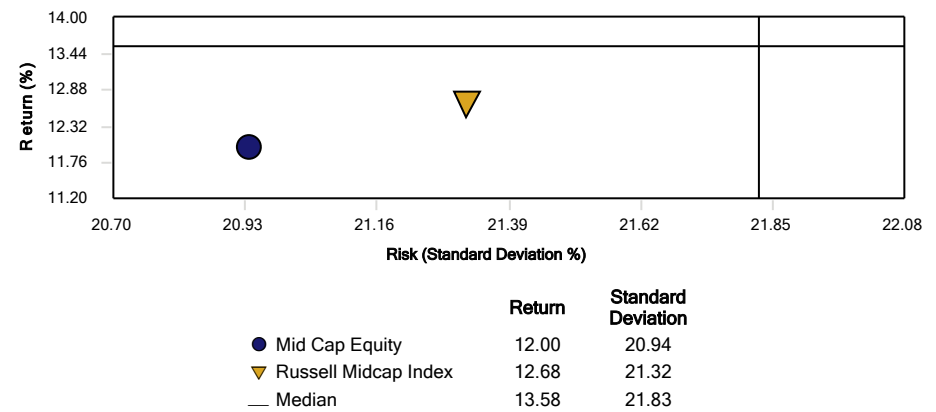 14.00
13.44
12.88
12.32
11.76
11.20
Return (%)
20.70 20.93 21.16 21.39 21.62 21.85 22.08
Risk (Standard Deviation %)
Return Standard Deviation
Mid Cap Equity 12.00 20.94
Russell Midcap Index 12.68 21.32
Median 13.58 21.83